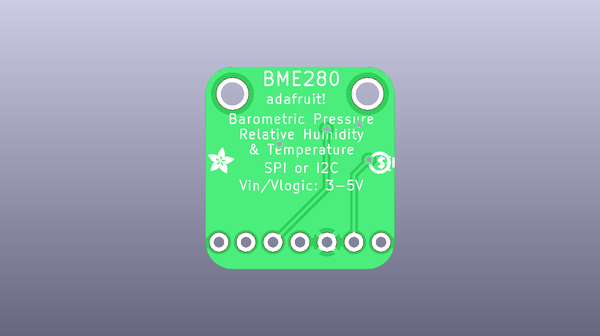 BME280
adafruit!
Barometric Pressure
Relative Humidity
& Temperature
SPI or I2C
Vin/Vlogic: 3-5V
$